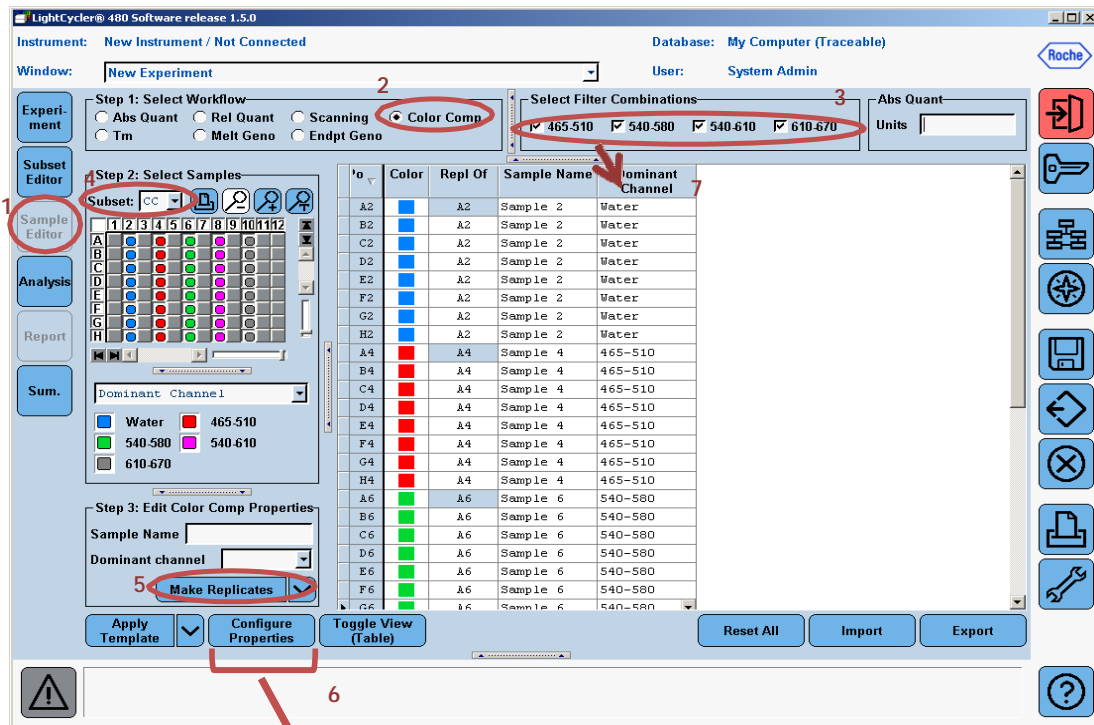 LightCycler® 480 Software release 1.5.0
Instrument: New Instrument / Not Connected Database: My Computer (Traceable)
Roche
Window: New Experiment User: System Admin
Step 1: Select Workflow 2 Select Filter Combinations 3 Abs Quant
Abs Quant Rel Quant Scanning Color Comp 465-510 540-580 540-610 610-670 Units
Tm Melt Geno Endpt Geno
Experi-
ment
Subset
Editor
1
Sample
Editor
Analysis
Report
Sum.
4 Step 2: Select Samples
Subset: CC
1 2 3 4 5 6 7 8 9 10 11 12
A
B
C
D
E
F
G
H
Dominant Channel
Water 465-510
540-580 540-610
610-670
Step 3: Edit Color Comp Properties
Sample Name
Dominant channel
5 Make Replicates
Color Repl Of Sample Name Dominant
Channel 7
A2 A2 Sample 2 Water
B2 A2 Sample 2 Water
C2 A2 Sample 2 Water
D2 A2 Sample 2 Water
E2 A2 Sample 2 Water
F2 A2 Sample 2 Water
G2 A2 Sample 2 Water
H2 A2 Sample 2 Water
A4 A4 Sample 4 465-510
B4 A4 Sample 4 465-510
C4 A4 Sample 4 465-510
D4 A4 Sample 4 465-510
E4 A4 Sample 4 465-510
F4 A4 Sample 4 465-510
G4 A4 Sample 4 465-510
H4 A4 Sample 4 465-510
A6 A6 Sample 6 540-580
B6 A6 Sample 6 540-580
C6 A6 Sample 6 540-580
D6 A6 Sample 6 540-580
E6 A6 Sample 6 540-580
F6 A6 Sample 6 540-580
G6 A6 Sample 6 540-580
Apply
Template
Configure
Properties
Toggle View
(Table)
Reset All Import Export
6